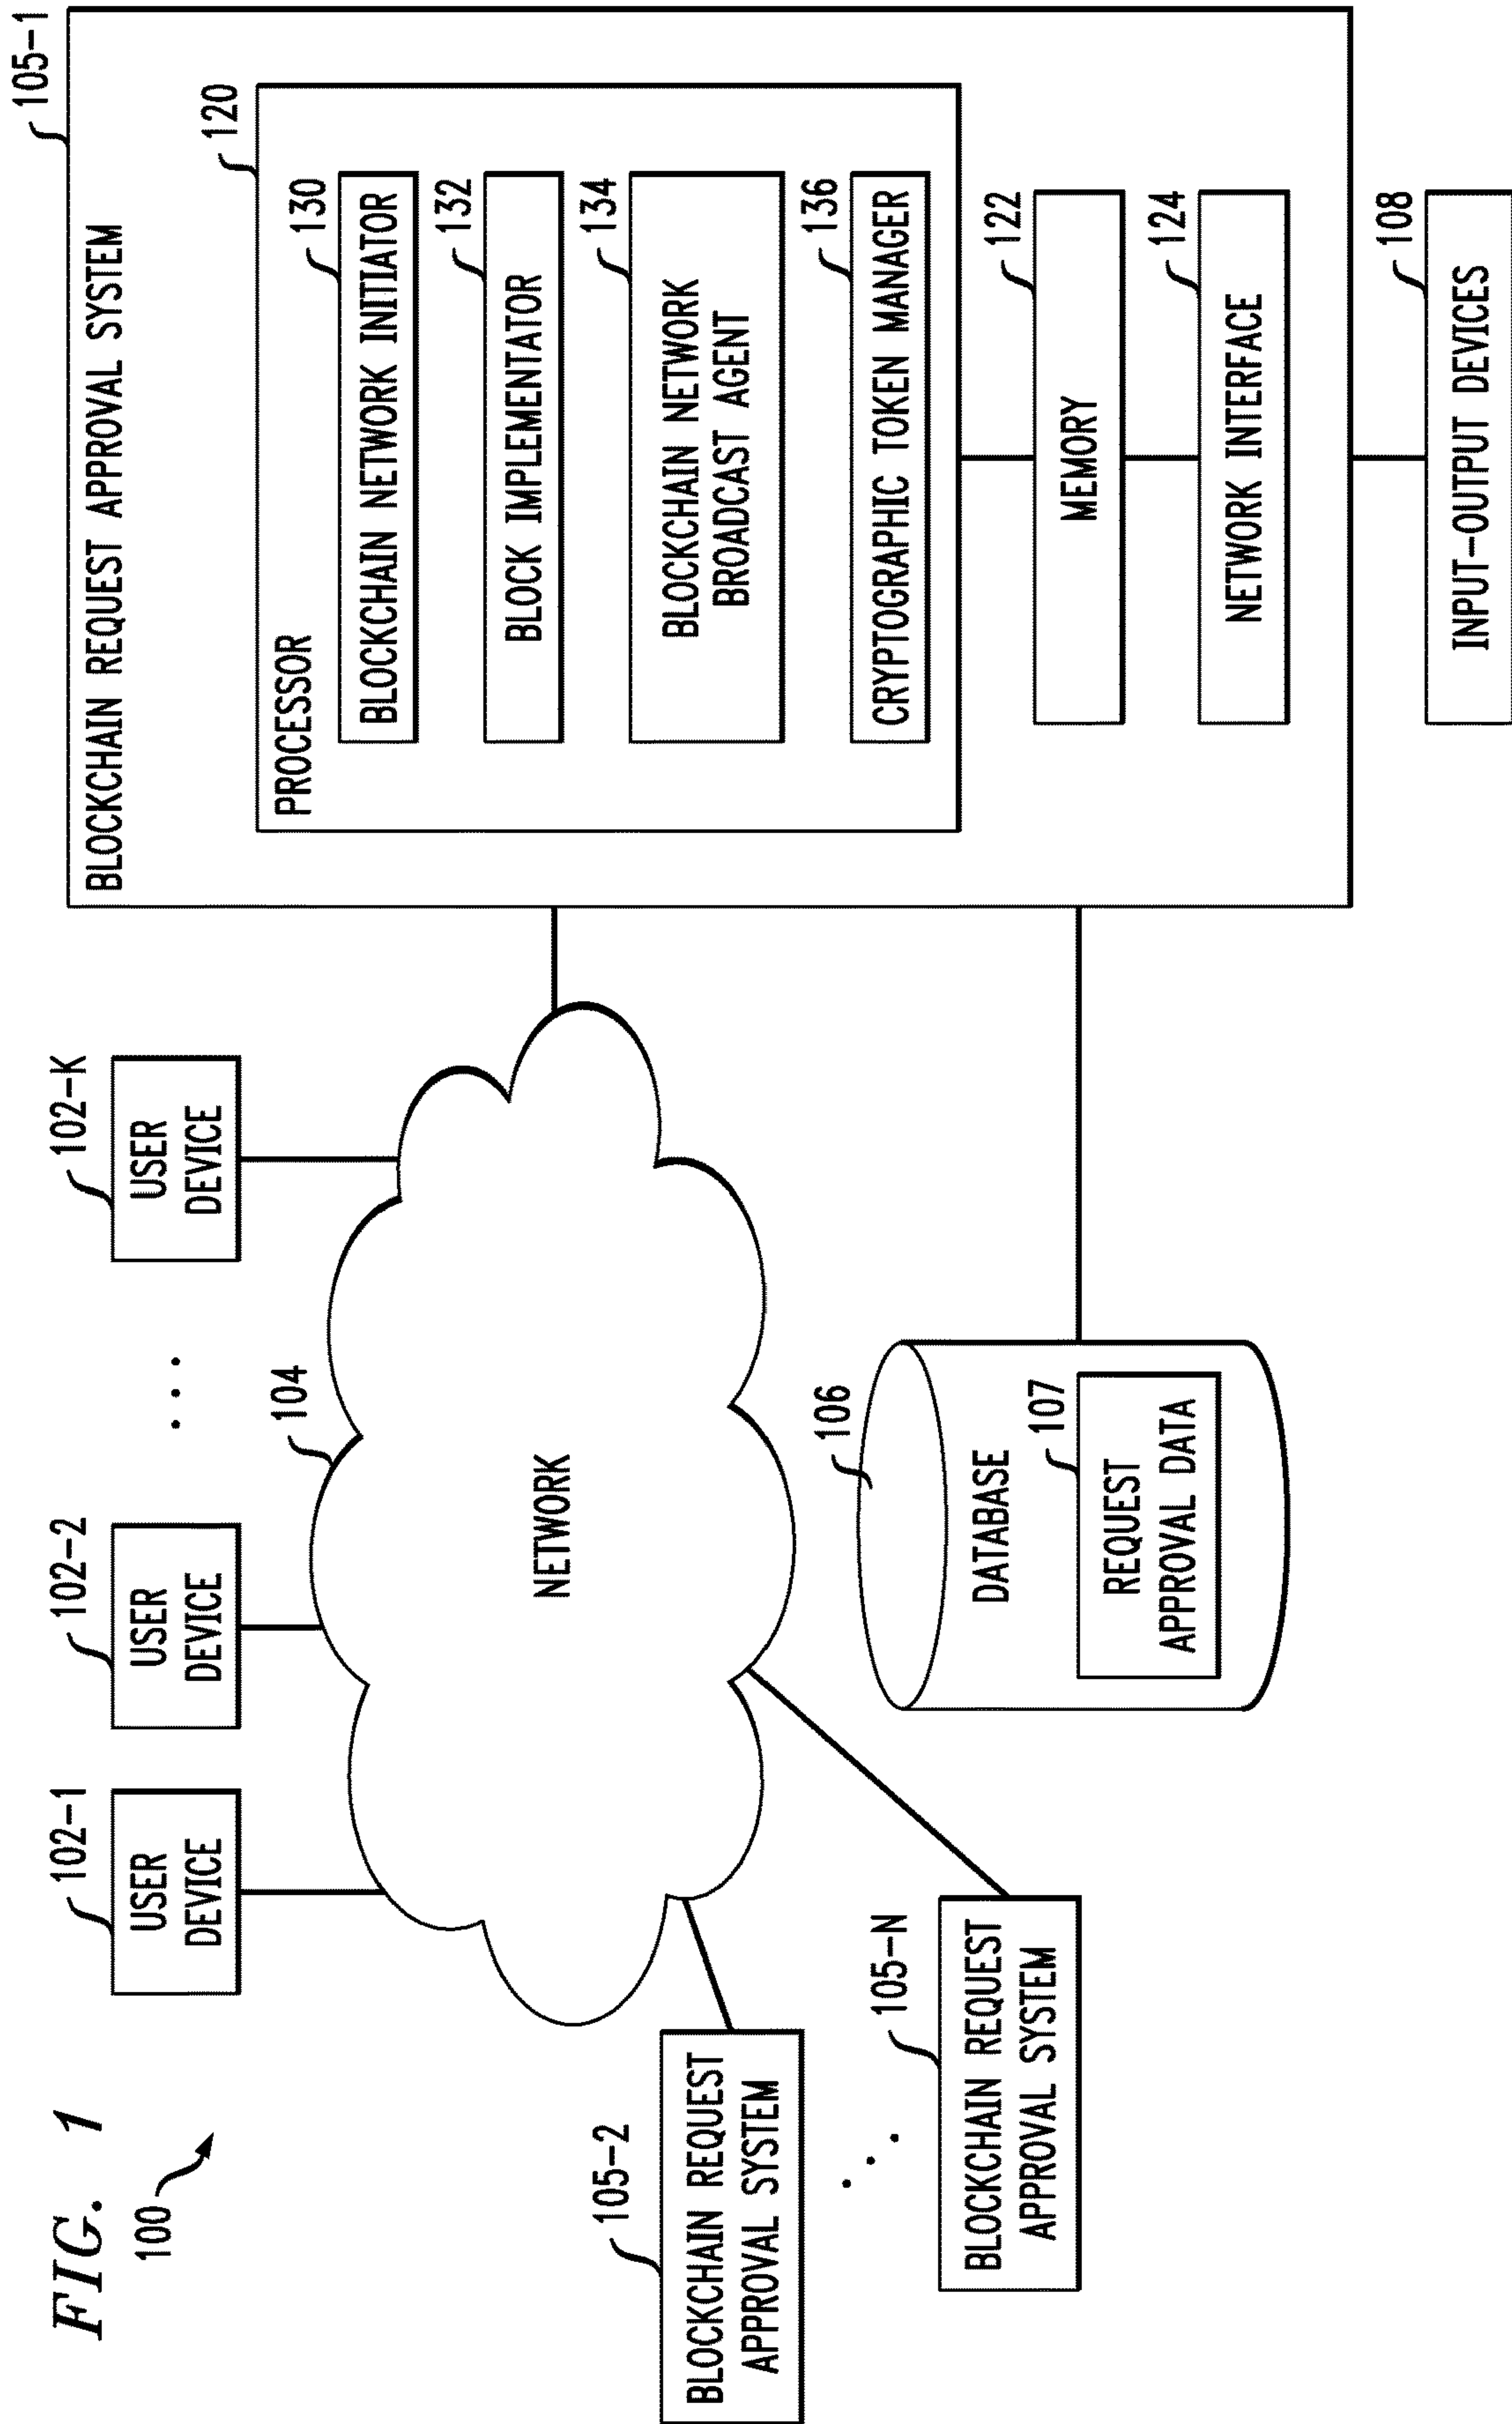 FIG. 1
100
102-1
USER
DEVICE
102-2
USER
DEVICE
...
102-K
USER
DEVICE
104
NETWORK
105-2
BLOCKCHAIN REQUEST
APPROVAL SYSTEM
...
105-N
BLOCKCHAIN REQUEST
APPROVAL SYSTEM
106
DATABASE
107
REQUEST
APPROVAL DATA
105-1
BLOCKCHAIN REQUEST APPROVAL SYSTEM
120
PROCESSOR
130
BLOCKCHAIN NETWORK INITIATOR
132
BLOCK IMPLEMENTATOR
134
BLOCKCHAIN NETWORK
BROADCAST AGENT
136
CRYPTOGRAPHIC TOKEN MANAGER
122
MEMORY
124
NETWORK INTERFACE
108
INPUT-OUTPUT DEVICES